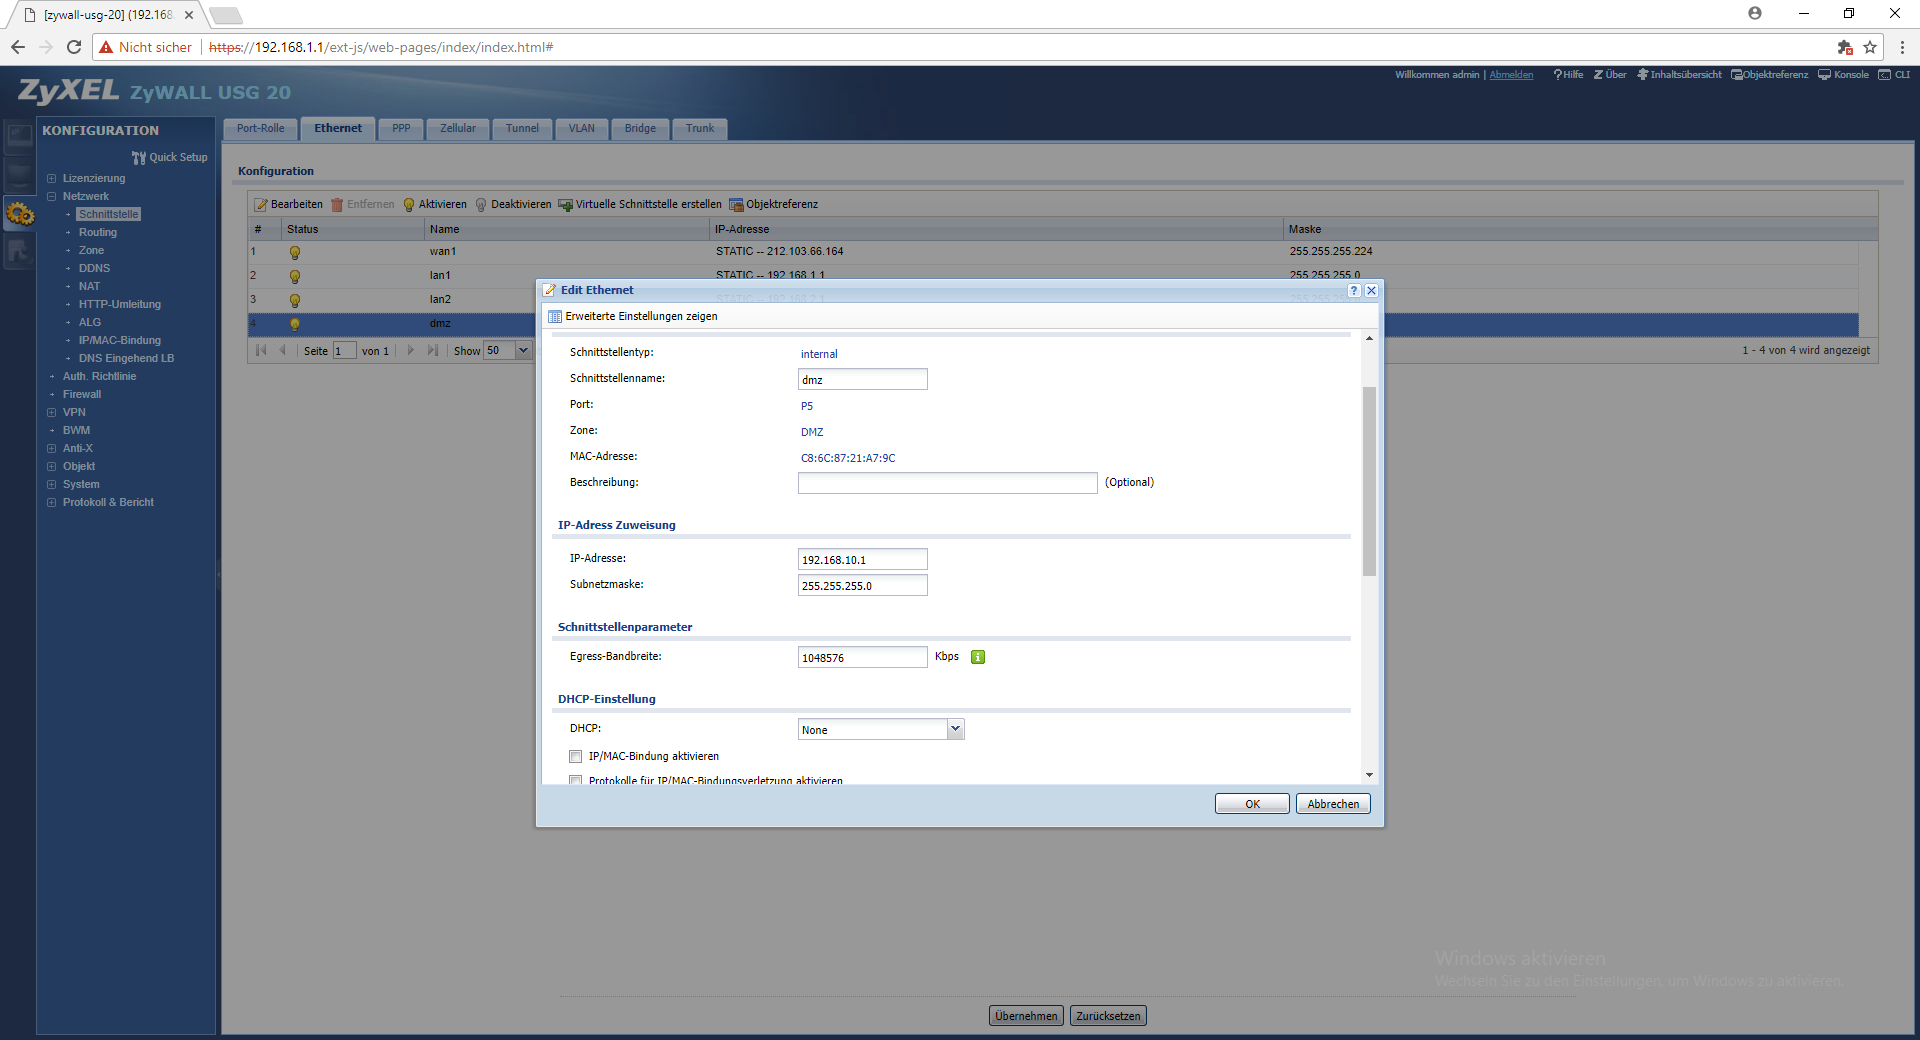 [zywall-usg-20] (192.168.
Nicht sicher https://192.168.1.1/ext-js/web-pages/index/index.html#
ZyXEL ZyWALL USG 20
Willkommen admin | Abmelden ?Hilfe Z Über Inhaltsübersicht Objektreferenz Konsole CLI
KONFIGURATION
Quick Setup
Lizenzierung
Netzwerk
Schnittstelle
Routing
Zone
DDNS
NAT
HTTP-Umleitung
ALG
IP/MAC-Bindung
DNS Eingehend LB
Auth. Richtlinie
Firewall
VPN
BWM
Anti-X
Objekt
System
Protokoll & Bericht
Port-Rolle Ethernet PPP Zellular Tunnel VLAN Bridge Trunk
Konfiguration
Bearbeiten Entfernen Aktivieren Deaktivieren Virtuelle Schnittstelle erstellen Objektreferenz
# Status Name IP-Adresse Maske
1 wan1 STATIC -- 212.103.66.164 255.255.255.224
2 lan1 STATIC -- 192.168.1.1 255.255.255.0
3 lan2 STATIC -- 192.168.2.1 255.255.255.0
4 dmz
Seite 1 von 1 Show 50
1 - 4 von 4 wird angezeigt
Edit Ethernet
Erweiterte Einstellungen zeigen
Schnittstellentyp: internal
Schnittstellenname: dmz
Port: P5
Zone: DMZ
MAC-Adresse: C8:6C:87:21:A7:9C
Beschreibung: (Optional)
IP-Adress Zuweisung
IP-Adresse: 192.168.10.1
Subnetzmaske: 255.255.255.0
Schnittstellenparameter
Egress-Bandbreite: 1048576 Kbps
DHCP-Einstellung
DHCP: None
IP/MAC-Bindung aktivieren
Protokolle für IP/MAC-Bindungsverletzung aktivieren
OK Abbrechen
Windows aktivieren
Wechseln Sie zu den Einstellungen, um Windows zu aktivieren.
Übernehmen Zurücksetzen